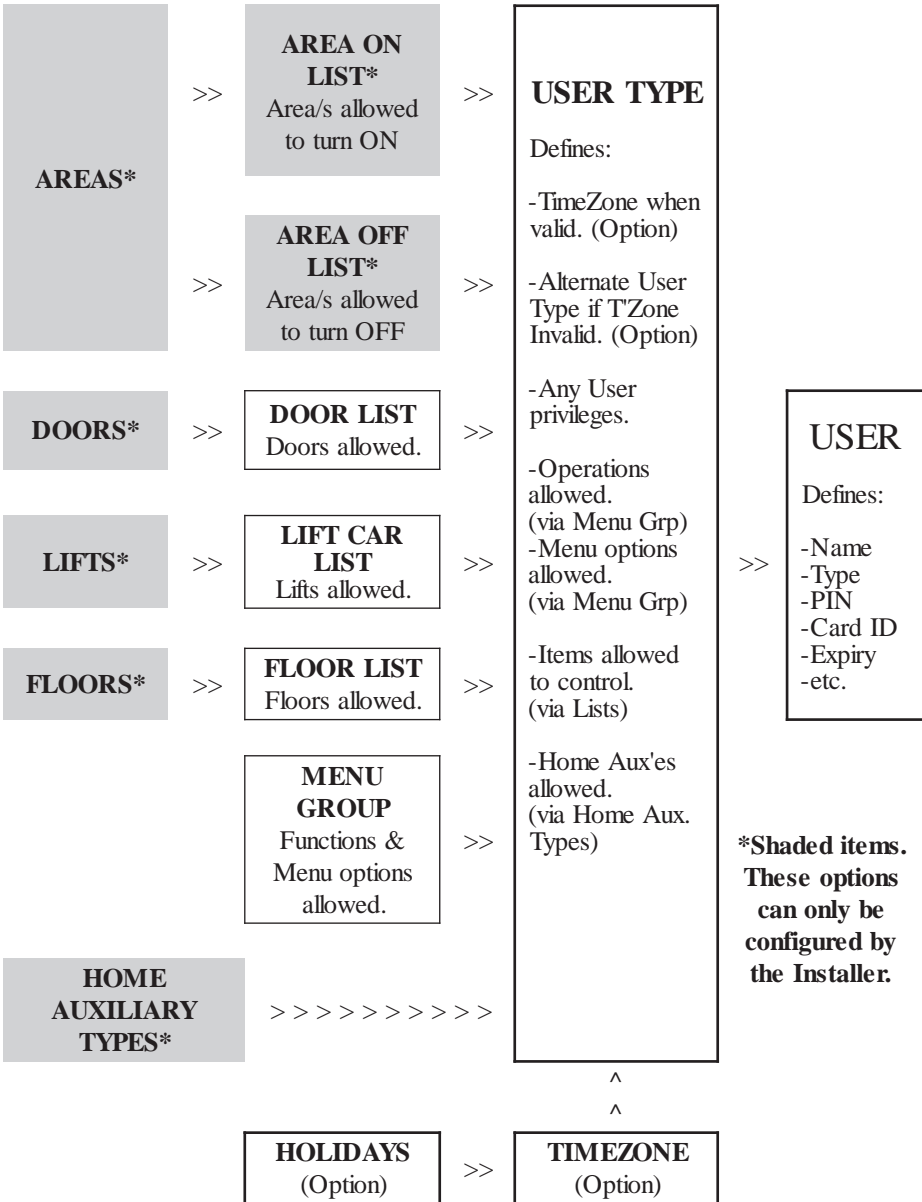 AREAS*
>>
AREA ON
LIST*
Area/s allowed
to turn ON
>>
>>
AREA OFF
LIST*
Area/s allowed
to turn OFF
>>
DOORS*
>>
DOOR LIST
Doors allowed.
>>
LIFTS*
>>
LIFT CAR
LIST
Lifts allowed.
>>
FLOORS*
>>
FLOOR LIST
Floors allowed.
>>
MENU
GROUP
Functions &
Menu options
allowed.
>>
HOME
AUXILIARY
TYPES*
> > > > > > > > > >
USER TYPE
Defines:
-TimeZone when
valid. (Option)
-Alternate User
Type if T'Zone
Invalid. (Option)
-Any User
privileges.
-Operations
allowed.
(via Menu Grp)
-Menu options
allowed.
(via Menu Grp)
-Items allowed
to control.
(via Lists)
-Home Aux'es
allowed.
(via Home Aux.
Types)
>>
USER
Defines:
-Name
-Type
-PIN
-Card ID
-Expiry
-etc.
*Shaded items.
These options
can only be
configured by
the Installer.
^
^
HOLIDAYS
(Option)
>>
TIMEZONE
(Option)